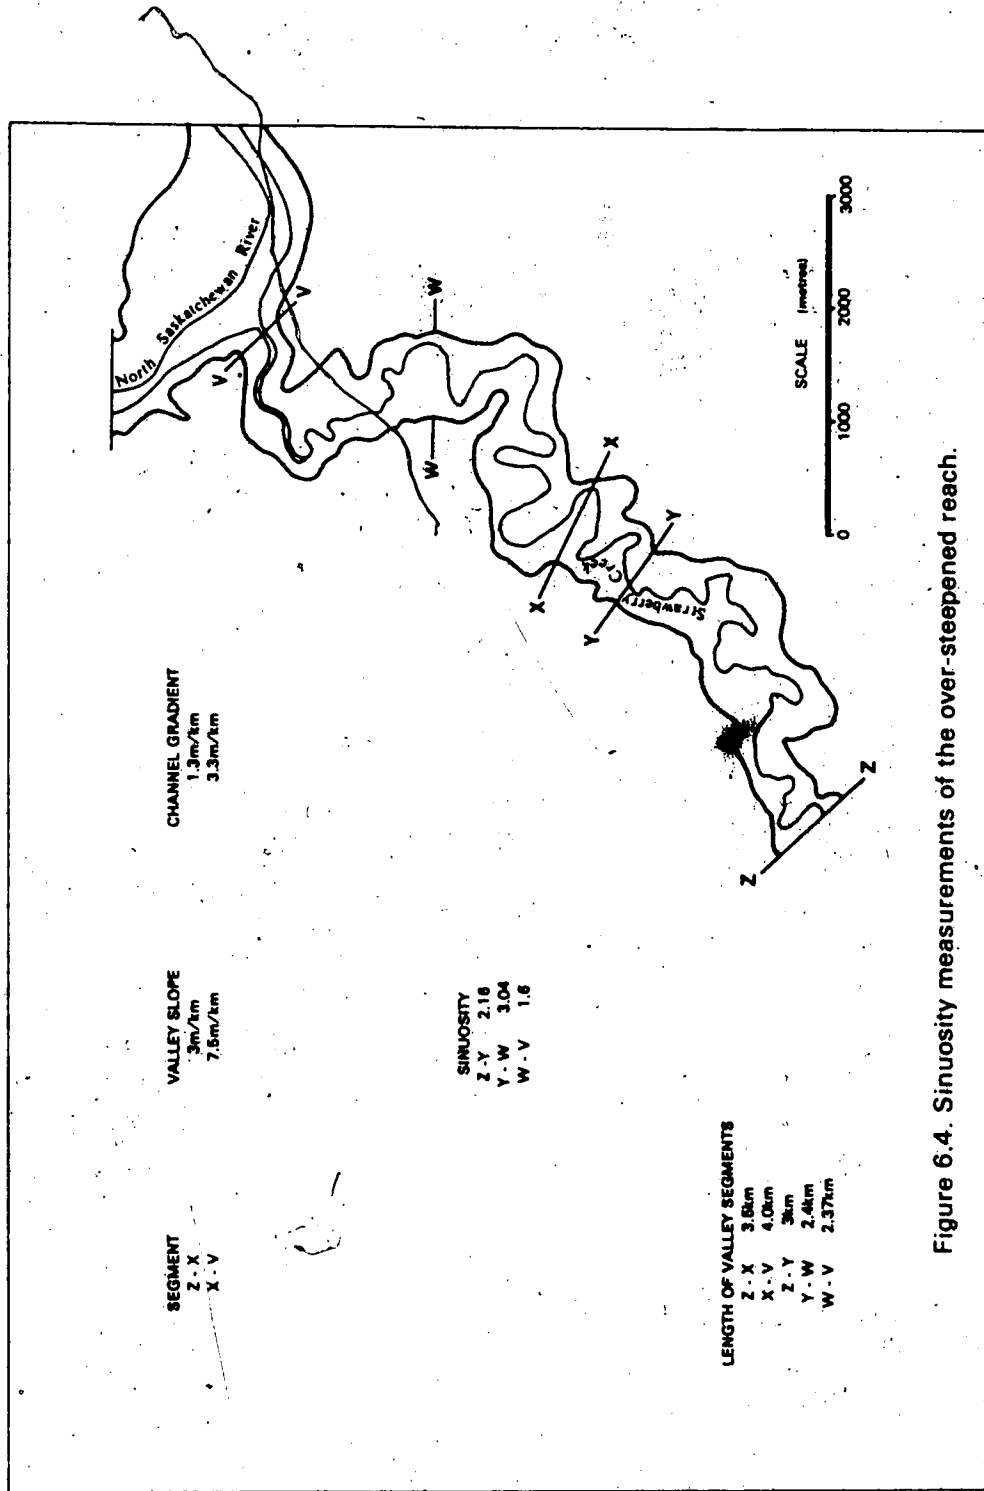 SEGMENT VALLEY SLOPE CHANNEL GRADIENT
Z - X 3m/km 1.3m/km
X - V 7.5m/km 3.3m/km
SINUOSITY
Z - Y 2.16
Y - W 3.04
W - V 1.6
LENGTH OF VALLEY SEGMENTS
Z - X 3.5km
X - V 4.0km
Z - Y 3km
Y - W 2.4km
W - V 2.37km
North Saskatchewan River
V
V
W
W
X
X
Y
Y
Strawberry Creek
Z
Z
SCALE (metres)
0 1000 2000 3000
Figure 6.4. Sinuosity measurements of the over-steepened reach.